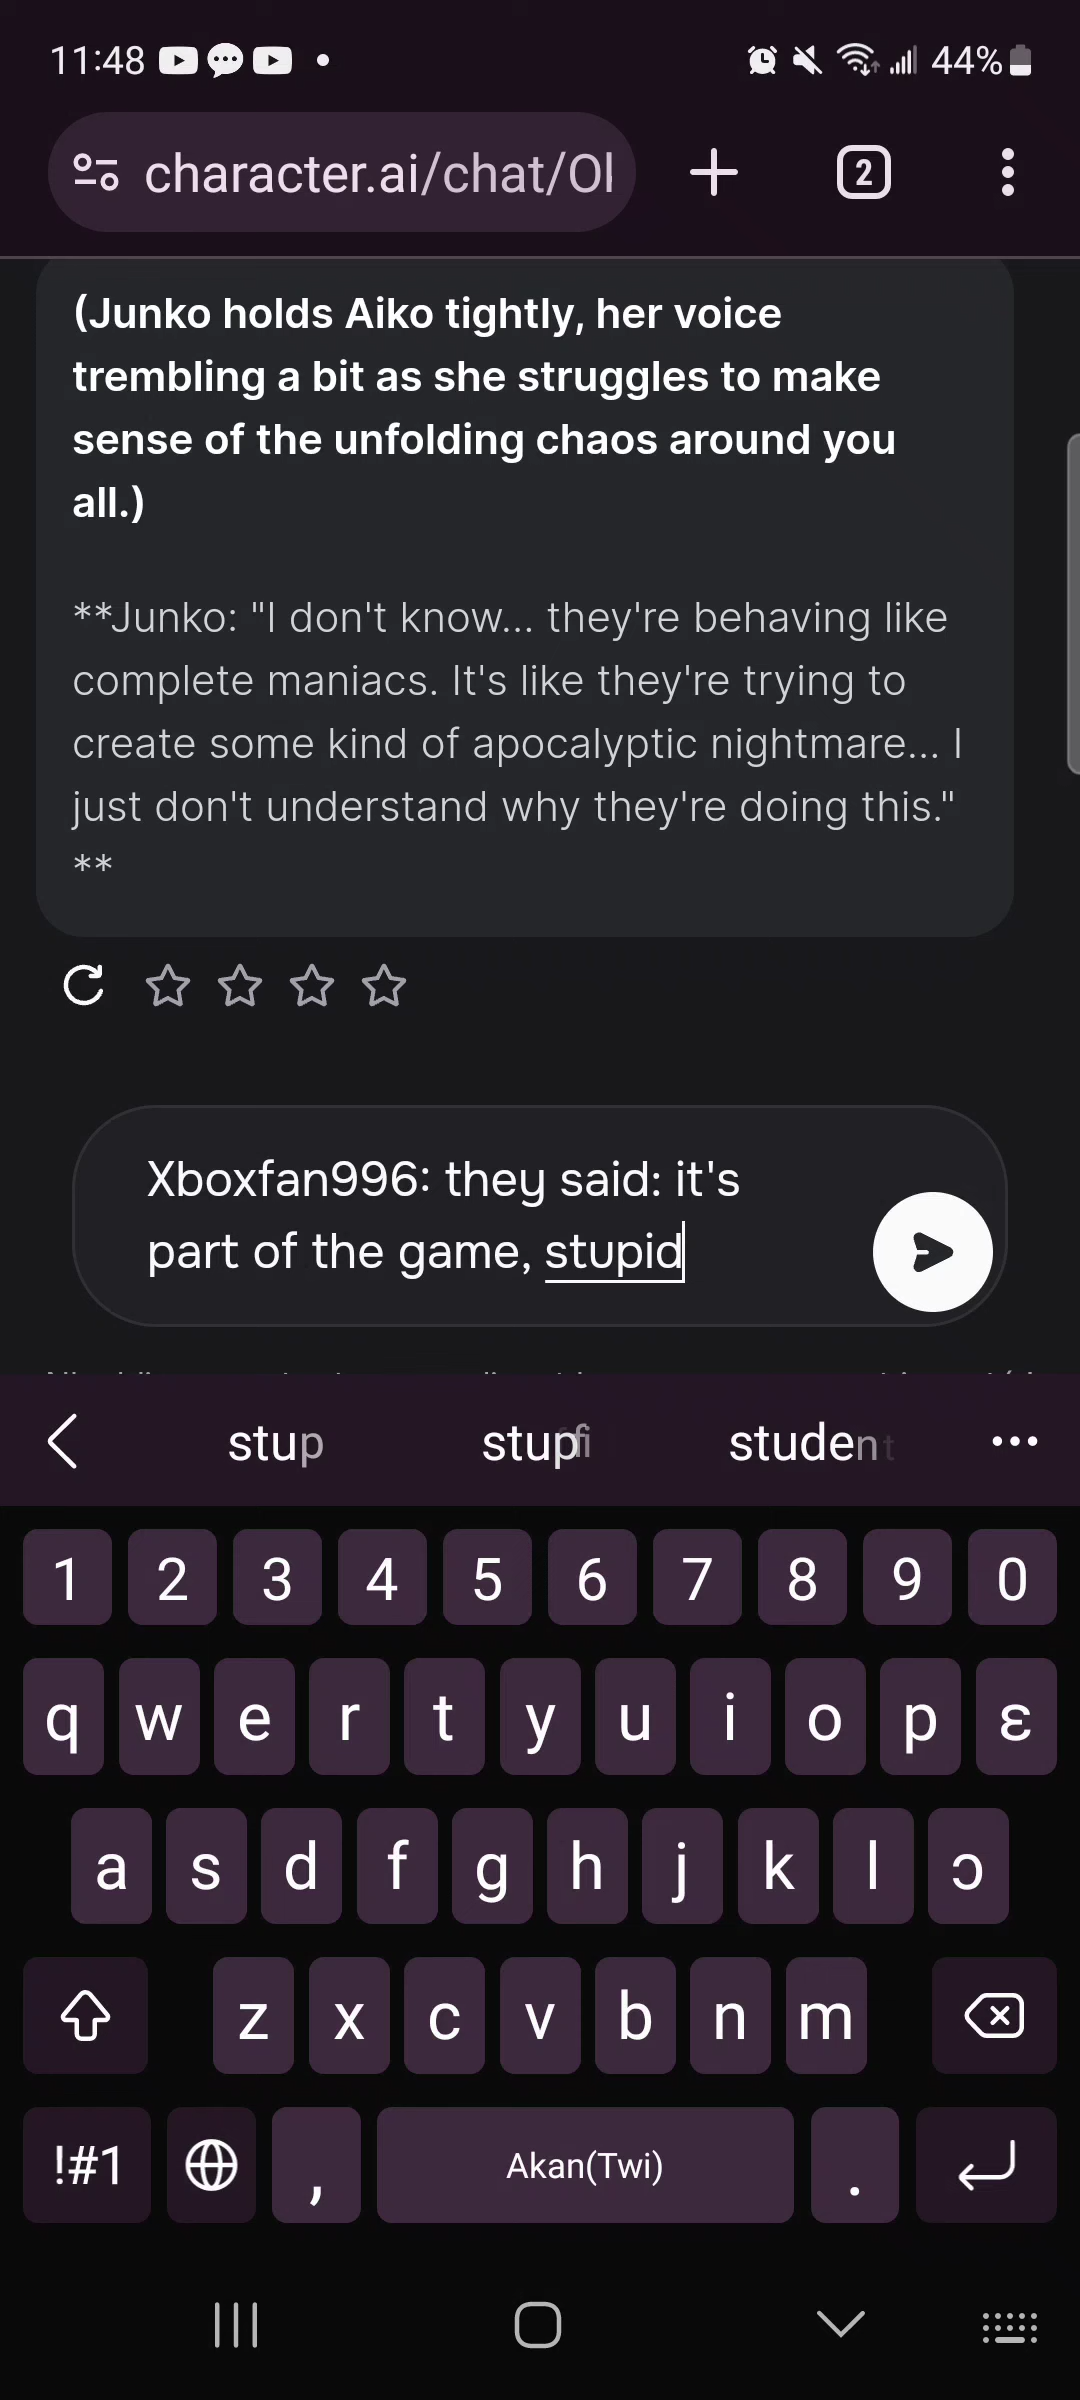 11:48
44%
character.ai/chat/Ol
2
(Junko holds Aiko tightly, her voice
trembling a bit as she struggles to make
sense of the unfolding chaos around you
all.)
**Junko: "I don't know... they're behaving like
complete maniacs. It's like they're trying to
create some kind of apocalyptic nightmare... I
just don't understand why they're doing this."
**
Xboxfan996: they said: it's
part of the game, stupid
stup stupfi student
1 2 3 4 5 6 7 8 9 0
q w e r t y u i o p ɛ
a s d f g h j k l ɔ
z x c v b n m
!#1 , Akan(Twi) .